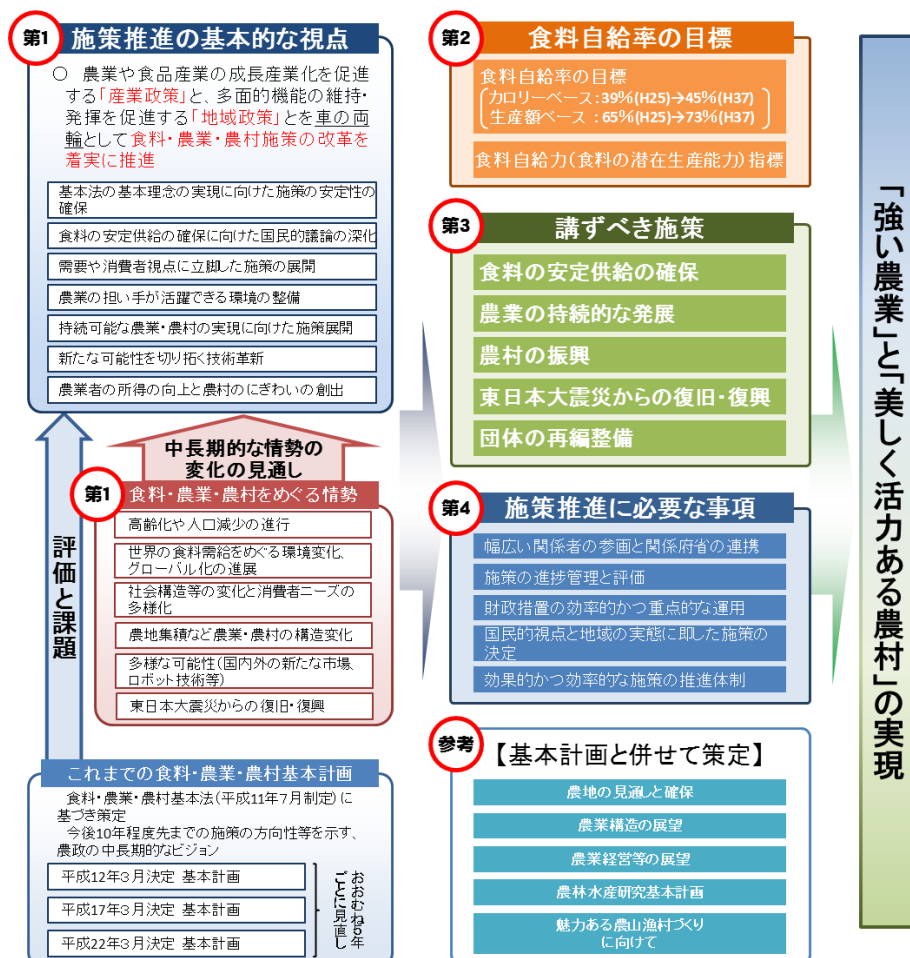 第1 施策推進の基本的な視点
○ 農業や食品産業の成長産業化を促進
する「産業政策」と、多面的機能の維持・
発揮を促進する「地域政策」とを車の両
輪として食料・農業・農村施策の改革を
着実に推進
基本法の基本理念の実現に向けた施策の安定性の
確保
食料の安定供給の確保に向けた国民的議論の深化
需要や消費者視点に立脚した施策の展開
農業の担い手が活躍できる環境の整備
持続可能な農業・農村の実現に向けた施策展開
新たな可能性を切り拓く技術革新
農業者の所得の向上と農村のにぎわいの創出
中長期的な情勢の
変化の見通し
第1 食料・農業・農村をめぐる情勢
高齢化や人口減少の進行
世界の食料需給をめぐる環境変化、
グローバル化の進展
社会構造等の変化と消費者ニーズの
多様化
農地集積など農業・農村の構造変化
多様な可能性(国内外の新たな市場、
ロボット技術等)
東日本大震災からの復旧・復興
評価と課題
これまでの食料・農業・農村基本計画
食料・農業・農村基本法(平成11年7月制定)に
基づき策定
今後10年程度先までの施策の方向性等を示す、
農政の中長期的なビジョン
平成12年3月決定 基本計画
平成17年3月決定 基本計画
平成22年3月決定 基本計画
おおむね5年
ごとに見直し
第2 食料自給率の目標
食料自給率の目標
カロリーベース:39%(H25)→45%(H37)
生産額ベース :65%(H25)→73%(H37)
食料自給力(食料の潜在生産能力)指標
第3 講ずべき施策
食料の安定供給の確保
農業の持続的な発展
農村の振興
東日本大震災からの復旧・復興
団体の再編整備
第4 施策推進に必要な事項
幅広い関係者の参画と関係府省の連携
施策の進捗管理と評価
財政措置の効率的かつ重点的な運用
国民的視点と地域の実態に即した施策の
決定
効果的かつ効率的な施策の推進体制
参考 【基本計画と併せて策定】
農地の見通しと確保
農業構造の展望
農業経営等の展望
農林水産研究基本計画
魅力ある農山漁村づくり
に向けて
「強い農業」と「美しく活力ある農村」の実現